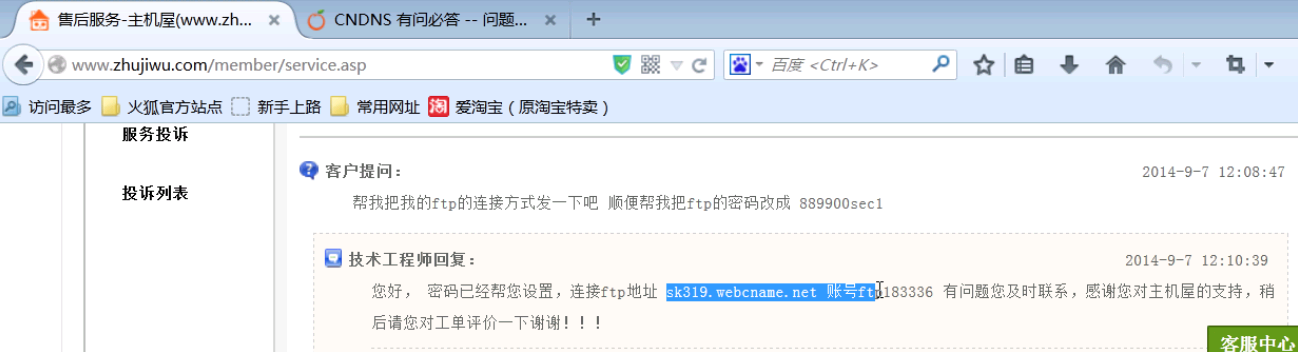 售后服务-主机屋(www.zh...
CNDNS 有问必答 -- 问题...
www.zhujiwu.com/member/service.asp
百度 <Ctrl+K>
访问最多 火狐官方站点 新手上路 常用网址 淘 爱淘宝(原淘宝特卖)
服务投诉
投诉列表
客户提问: 2014-9-7 12:08:47
帮我把我的ftp的连接方式发一下吧 顺便帮我把ftp的密码改成 889900sec1
技术工程师回复: 2014-9-7 12:10:39
您好, 密码已经帮您设置,连接ftp地址 sk319.webcname.net 账号ftp183336 有问题您及时联系,感谢您对主机屋的支持,稍
后请您对工单评价一下谢谢!!!
客服中心